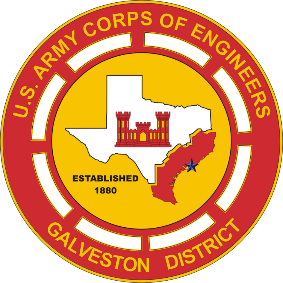 U.S. ARMY CORPS OF ENGINEERS
ESTABLISHED
1880
GALVESTON DISTRICT